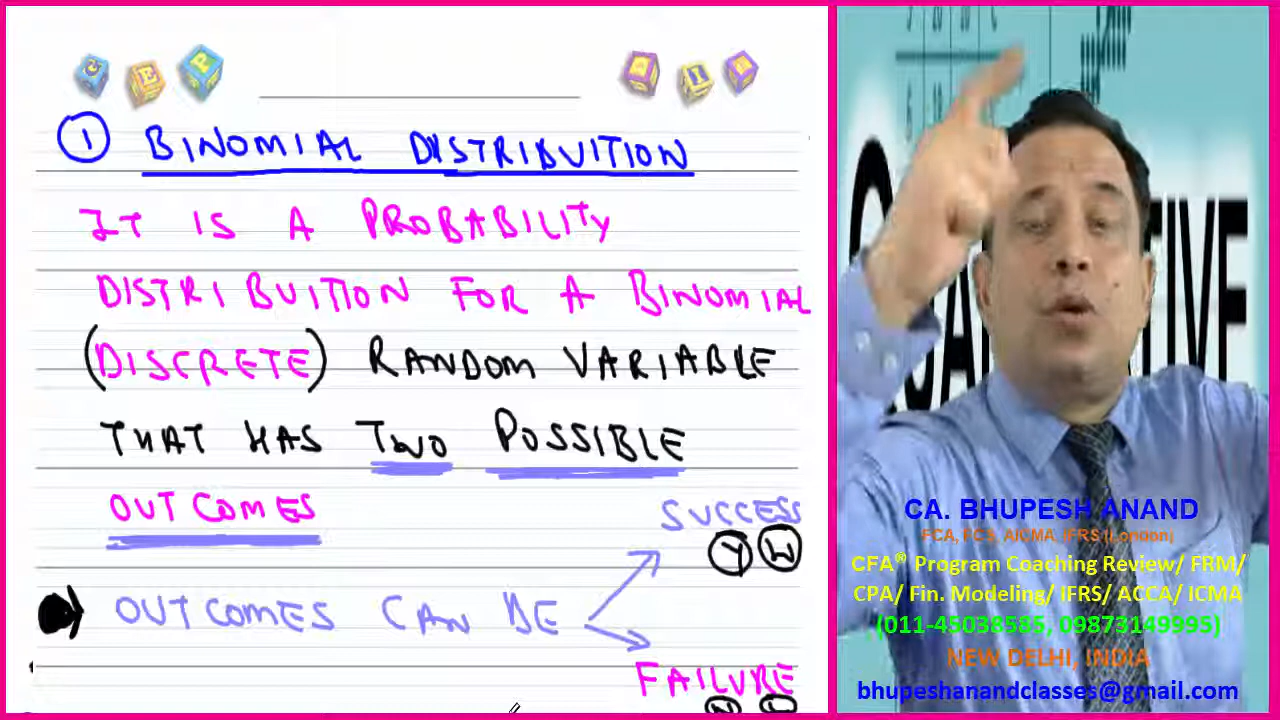 ① BINOMIAL DISTRIBUITION
IT IS A PROBABILITY
DISTRIBUITION FOR A BINOMIAL
(DISCRETE) RANDOM VARIABLE
THAT HAS TWO POSSIBLE
OUTCOMES
SUCCESS
Y W
OUTCOMES CAN BE
FAILURE
CA. BHUPESH ANAND
FCA, FCS, AICMA, IFRS (London)
CFA® Program Coaching Review/ FRM/
CPA/ Fin. Modeling/ IFRS/ ACCA/ ICMA
(011-45038585, 09873149995)
NEW DELHI, INDIA
bhupeshanandclasses@gmail.com